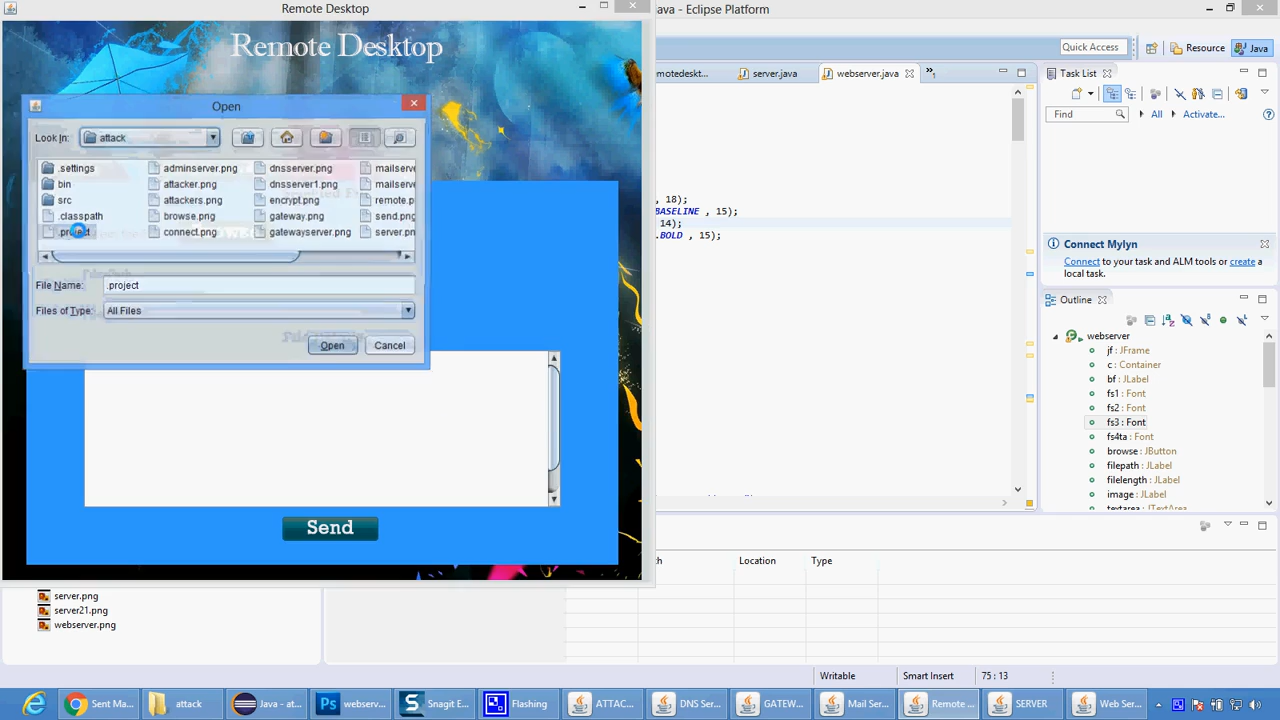 Remote Desktop
Java - Eclipse Platform
Remote Desktop
Quick Access
Resource
Java
server.java
webserver.java
Task List
Open
Look In:
attack
Find
All
Activate...
.settings
adminserver.png
dnsserver.png
mailserve
bin
attacker.png
dnsserver1.png
mailserve
src
attackers.png
encrypt.png
remote.p
.classpath
browse.png
gateway.png
send.png
.project
connect.png
gatewayserver.png
server.pn
, 18);
BASELINE , 15);
14);
.BOLD , 15);
Connect Mylyn
Connect to your task and ALM tools or create a
local task.
File Name:
.project
Files of Type:
All Files
Open
Cancel
Outline
webserver
jf : JFrame
c : Container
bf : JLabel
fs1 : Font
fs2 : Font
fs3 : Font
fs4ta : Font
browse : JButton
filepath : JLabel
filelength : JLabel
image : JLabel
textarea : JTextArea
Send
Location
Type
server.png
server21.png
webserver.png
Writable
Smart Insert
75 : 13
Sent Ma...
attack
Java - at...
webserv...
Snagit E...
Flashing
ATTAC...
DNS Ser...
GATEW...
Mail Ser...
Remote ...
SERVER
Web Ser...